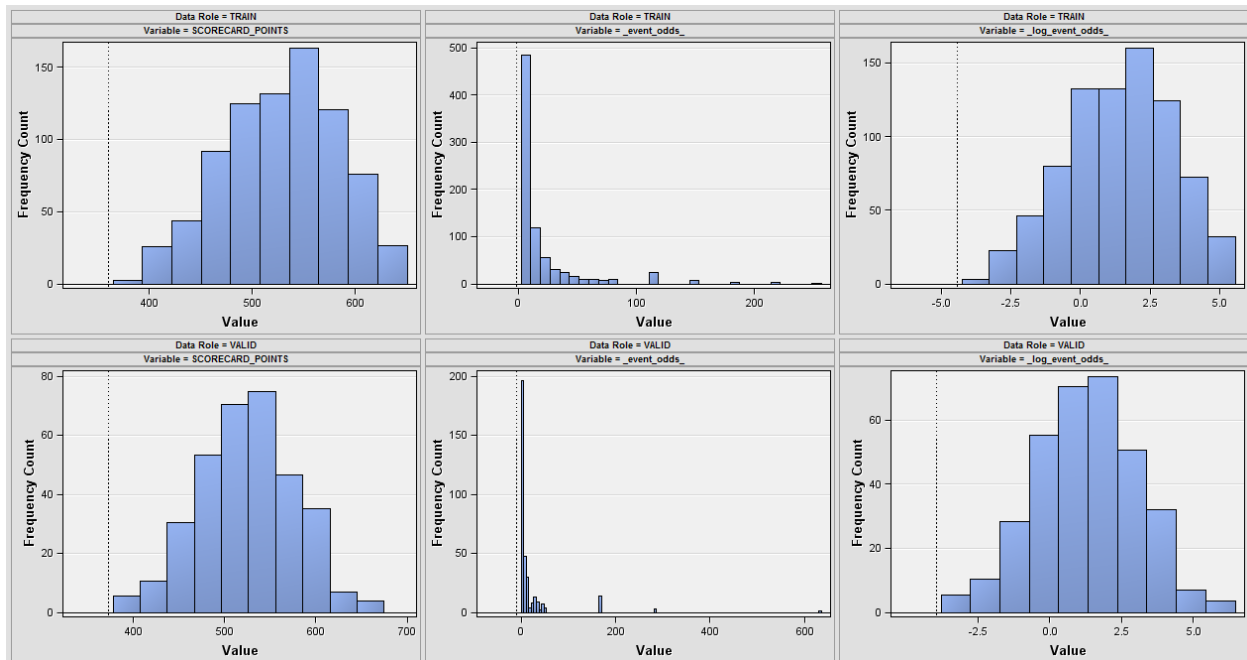 Data Role = TRAIN
Variable = SCORECARD_POINTS
Frequency Count
150
100
50
0
400
500
600
Value
Data Role = TRAIN
Variable = _event_odds_
Frequency Count
500
400
300
200
100
0
0
100
200
Value
Data Role = TRAIN
Variable = _log_event_odds_
Frequency Count
150
100
50
0
-5.0
-2.5
0.0
2.5
5.0
Value
Data Role = VALID
Variable = SCORECARD_POINTS
Frequency Count
80
60
40
20
0
400
500
600
700
Value
Data Role = VALID
Variable = _event_odds_
Frequency Count
200
150
100
50
0
0
200
400
600
Value
Data Role = VALID
Variable = _log_event_odds_
Frequency Count
60
40
20
0
-2.5
0.0
2.5
5.0
Value